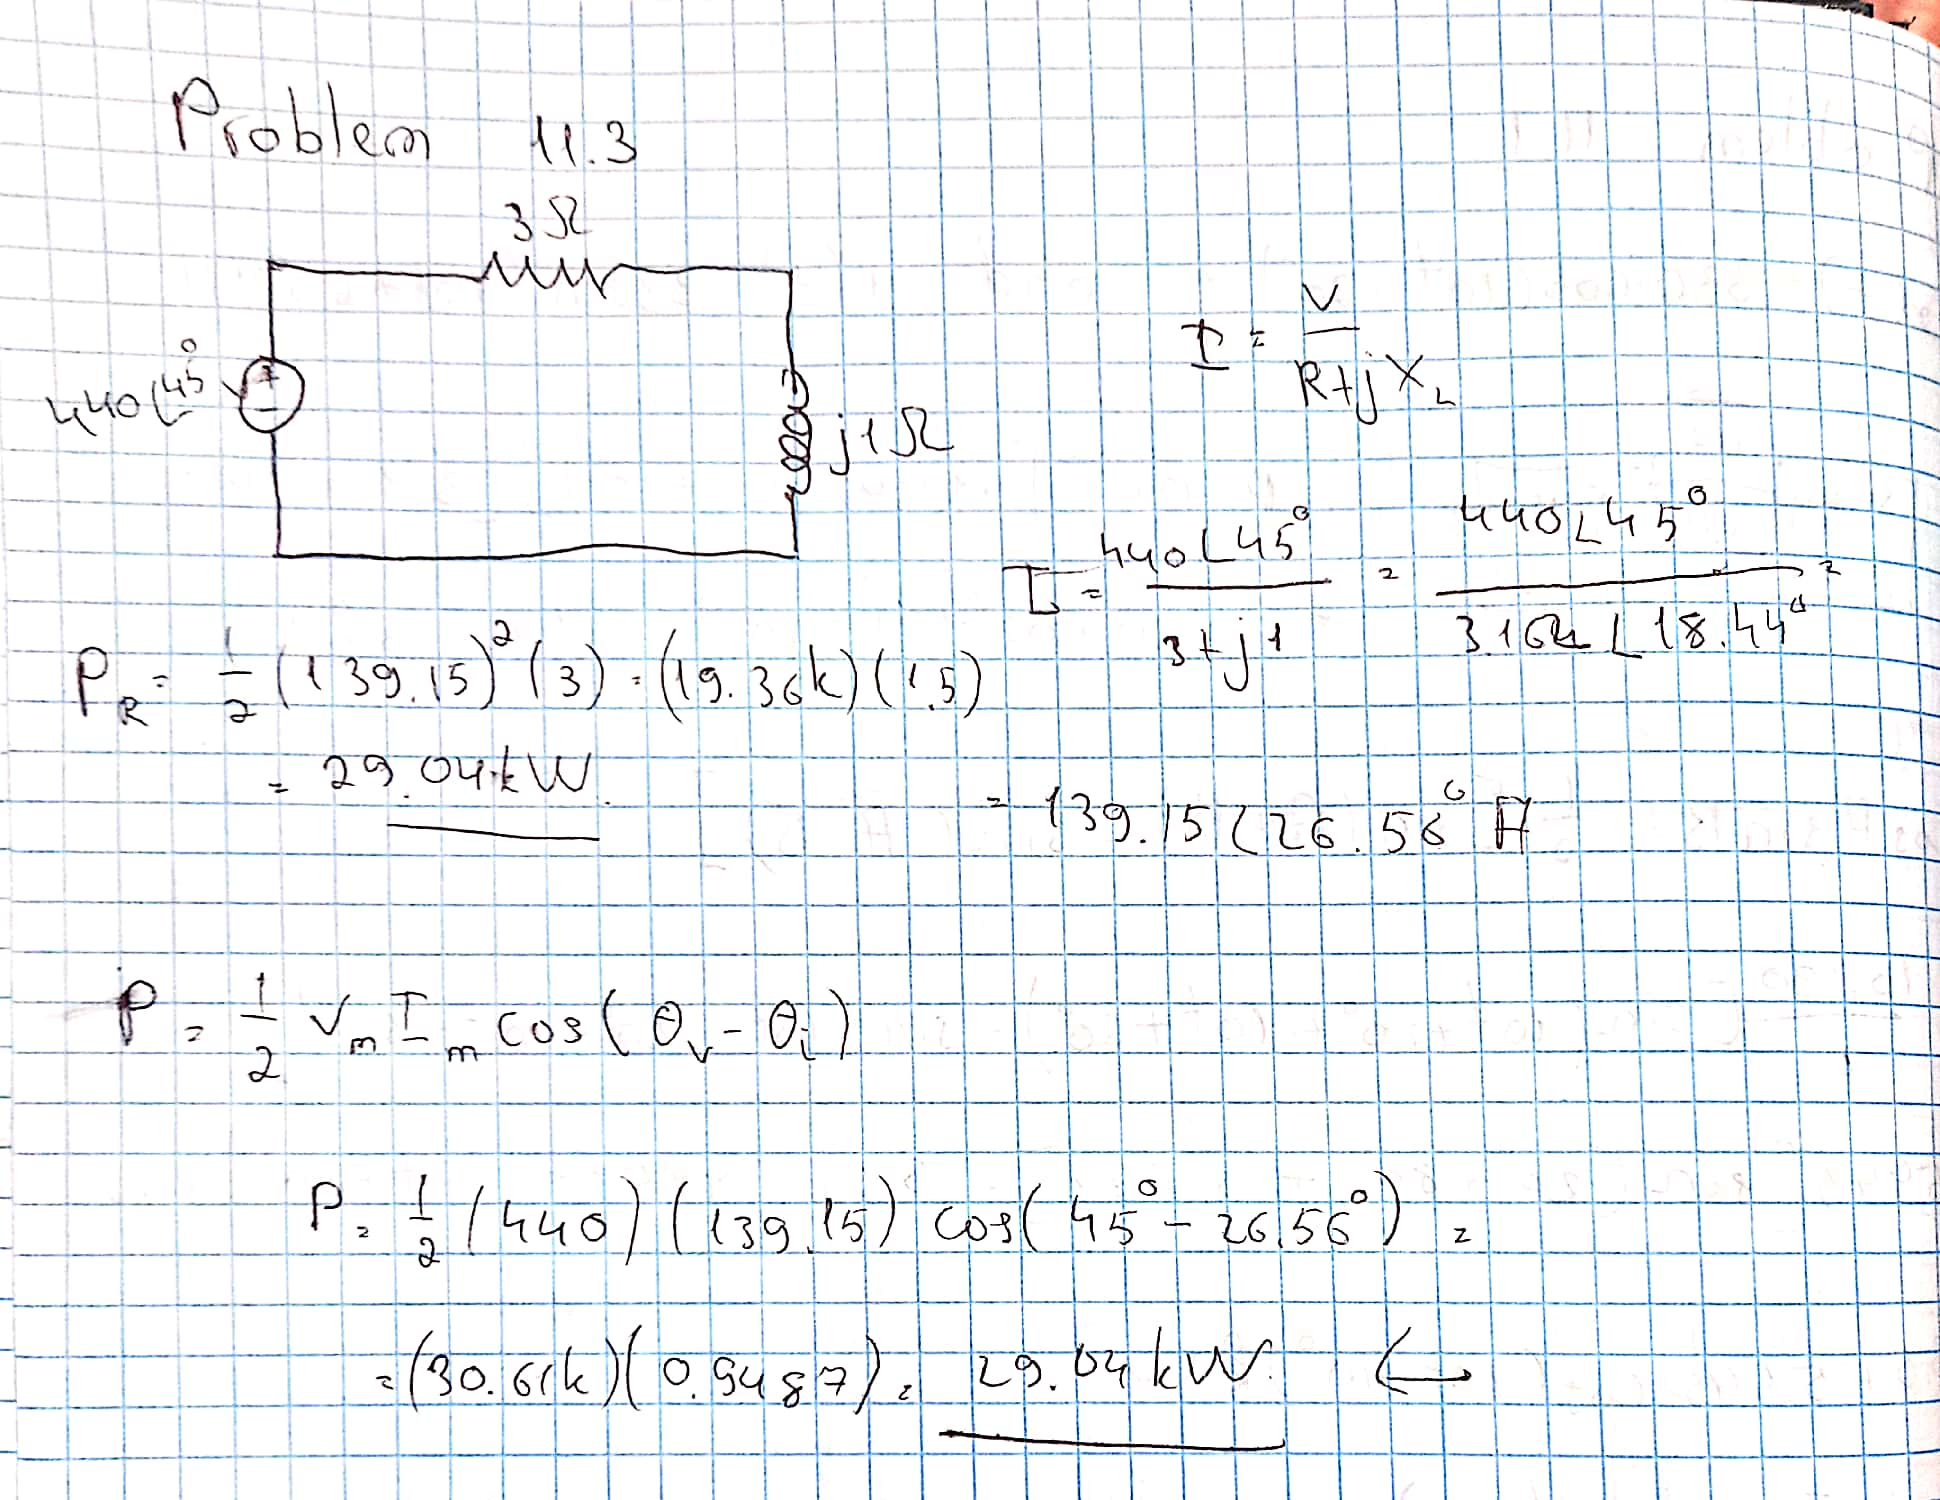 Problem 11.3
3Ω
440∠45° V
+
−
j1Ω
I = V / (R+jX_L)
I = 440∠45° / (3+j1) = 440∠45° / (3.162∠18.44°) =
= 139.15∠26.56° A
P_R = 1/2 (139.15)² (3) = (19.36k)(1.5)
= 29.04kW
P = 1/2 V_m I_m cos(θ_v - θ_i)
P = 1/2 (440) (139.15) cos(45° - 26.56°) =
= (30.61k)(0.9487) = 29.04 kW.